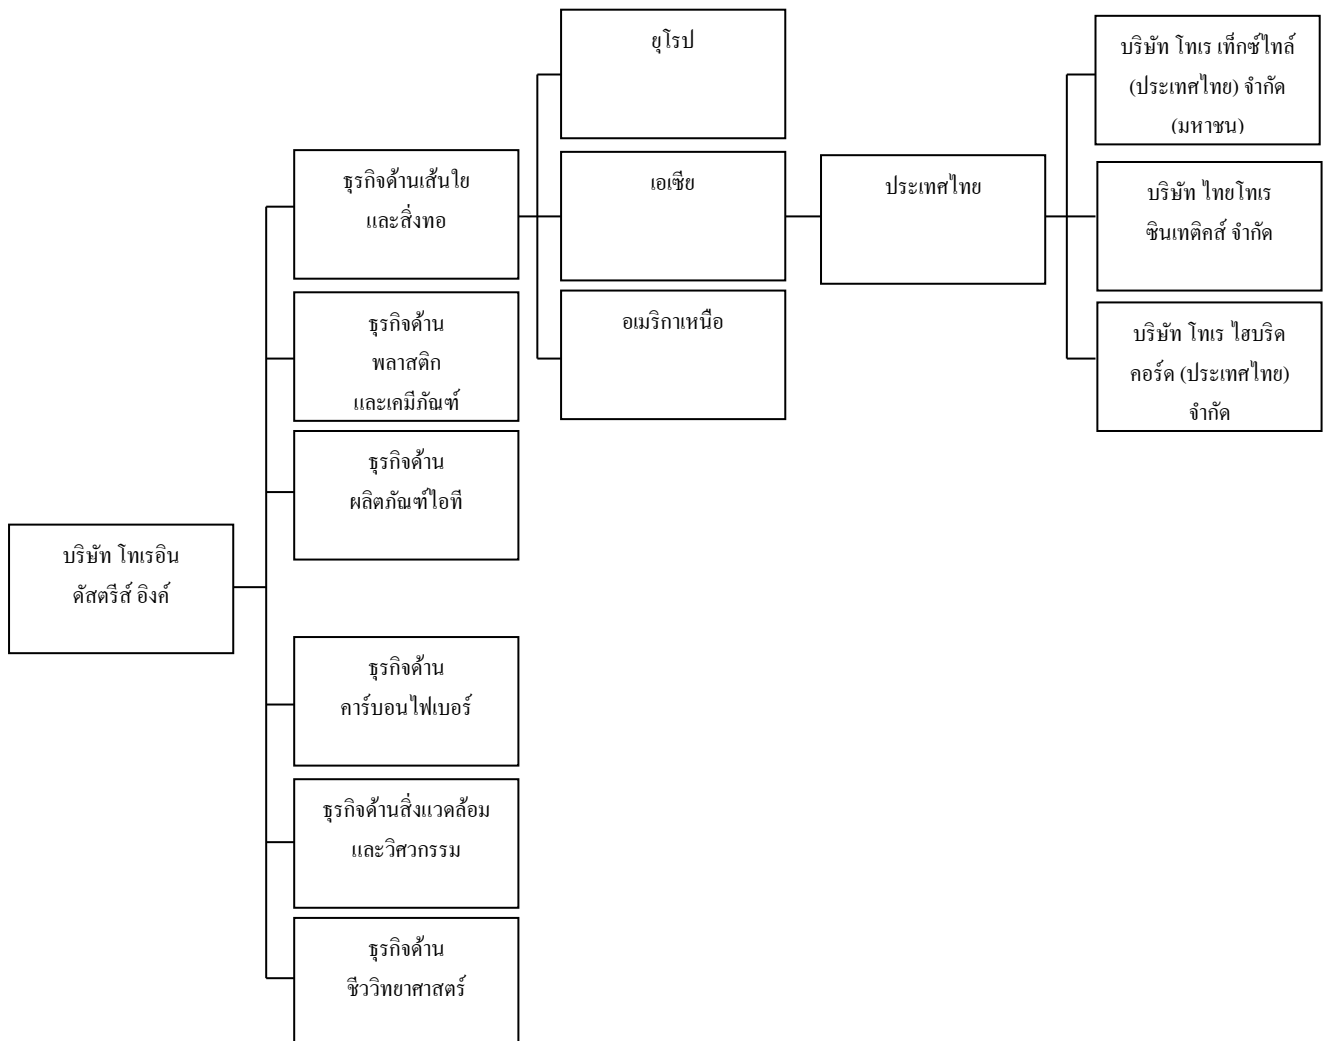 บริษัท โทเรอิน
ดัสตรีส์ อิงค์
ธุรกิจด้านเส้นใย
และสิ่งทอ
ธุรกิจด้าน
พลาสติก
และเคมีภัณฑ์
ธุรกิจด้าน
ผลิตภัณฑ์ไอที
ธุรกิจด้าน
คาร์บอนไฟเบอร์
ธุรกิจด้านสิ่งแวดล้อม
และวิศวกรรม
ธุรกิจด้าน
ชีววิทยาศาสตร์
ยุโรป
เอเซีย
อเมริกาเหนือ
ประเทศไทย
บริษัท โทเร เท็กซ์ไทล์
(ประเทศไทย) จำกัด
(มหาชน)
บริษัท ไทยโทเร
ซินเทติคส์ จำกัด
บริษัท โทเร ไฮบริด
คอร์ด (ประเทศไทย)
จำกัด